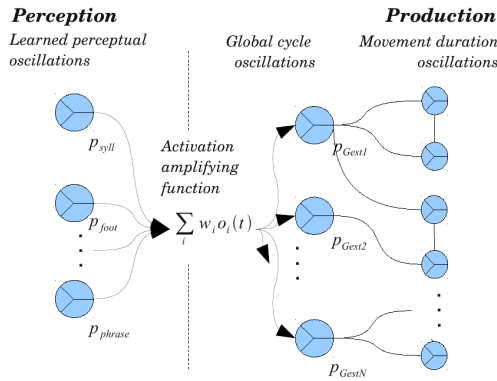 Perception
Production
Learned perceptual
oscillations
Global cycle
oscillations
Movement duration
oscillations
p_syll
Activation
amplifying
function
p_Gest1
p_foot
∑_i w_i o_i(t)
p_Gest2
p_phrase
p_GestN